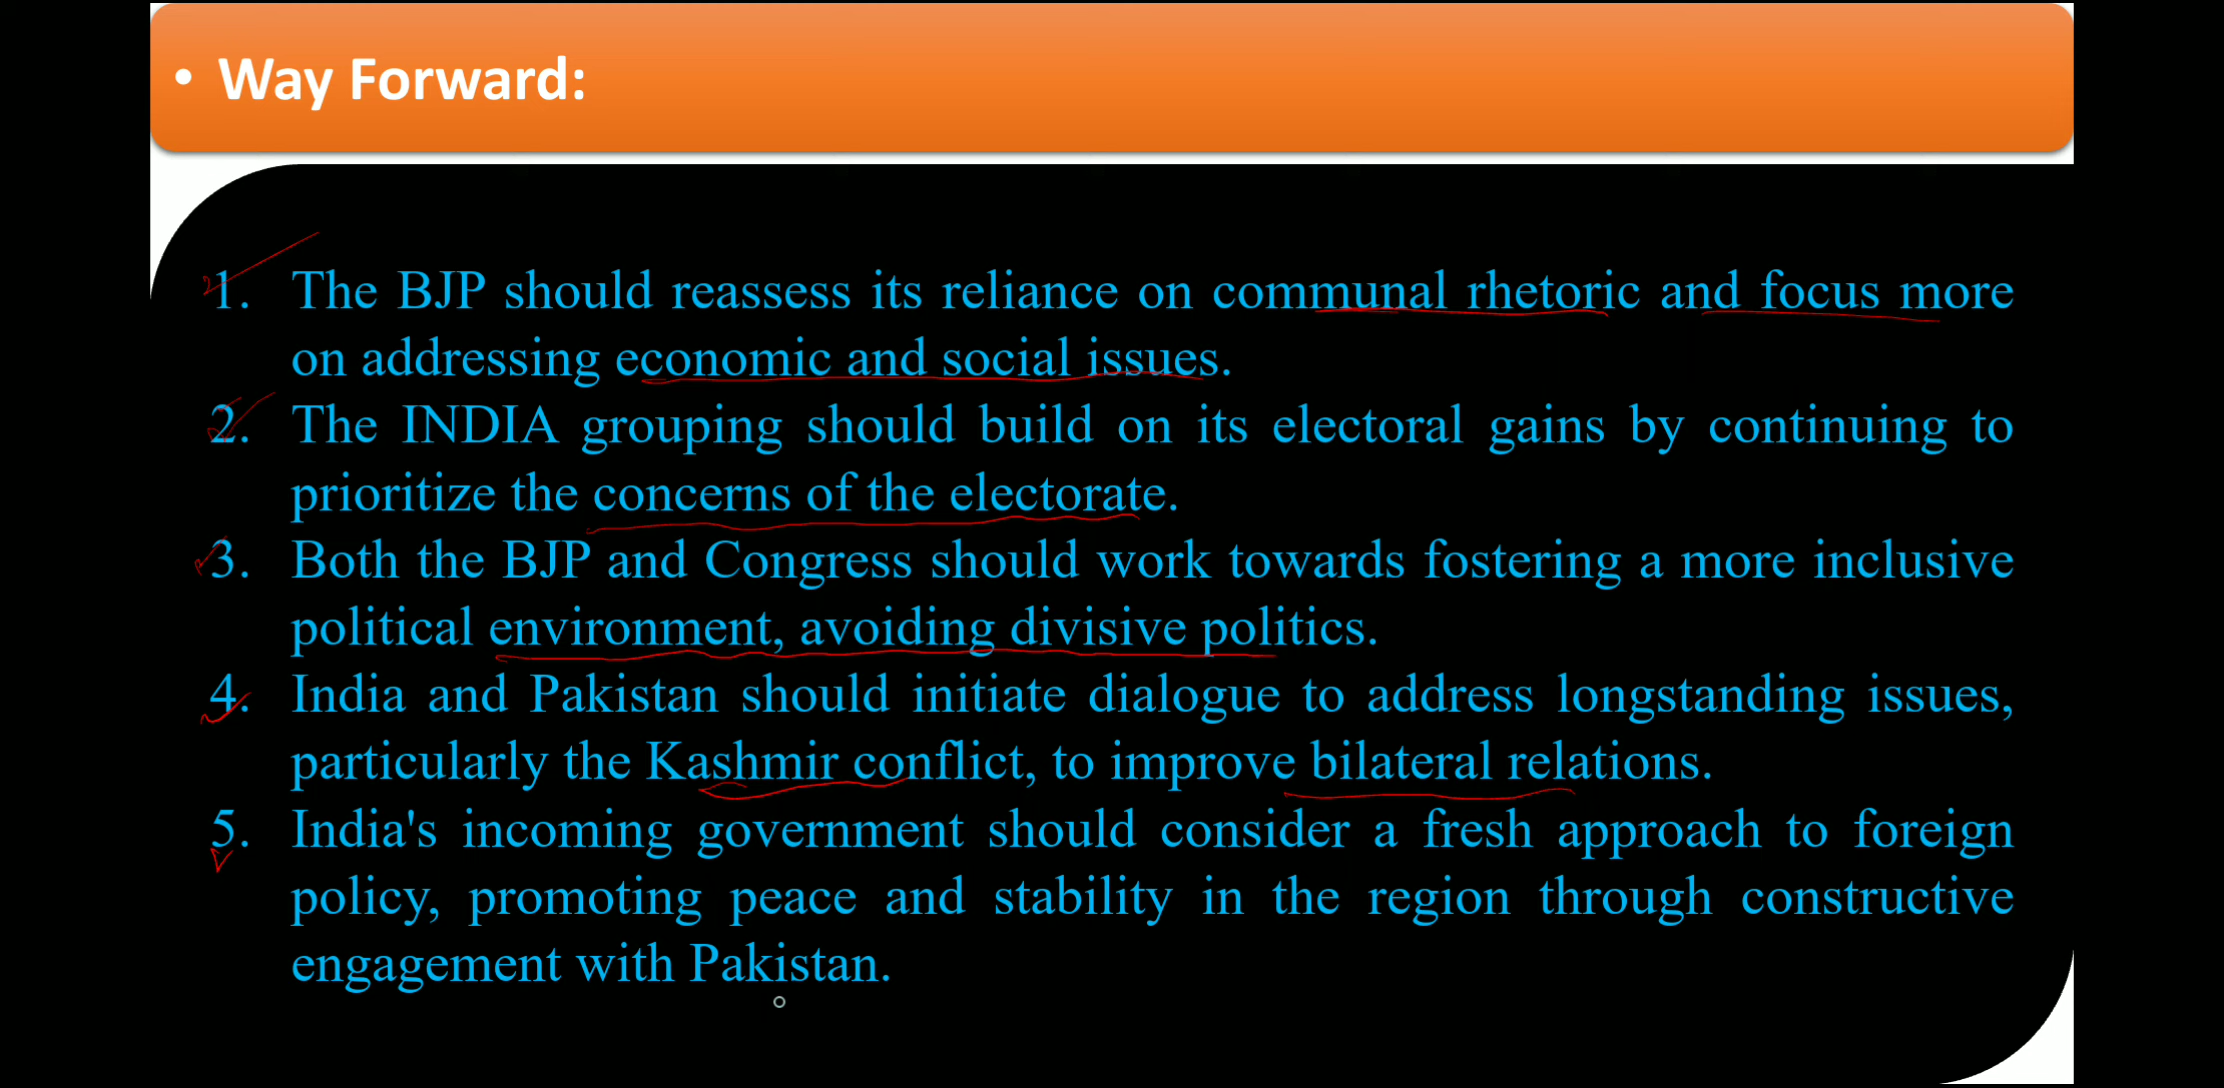 • Way Forward:
1. The BJP should reassess its reliance on communal rhetoric and focus more
on addressing economic and social issues.
2. The INDIA grouping should build on its electoral gains by continuing to
prioritize the concerns of the electorate.
3. Both the BJP and Congress should work towards fostering a more inclusive
political environment, avoiding divisive politics.
4. India and Pakistan should initiate dialogue to address longstanding issues,
particularly the Kashmir conflict, to improve bilateral relations.
5. India's incoming government should consider a fresh approach to foreign
policy, promoting peace and stability in the region through constructive
engagement with Pakistan.